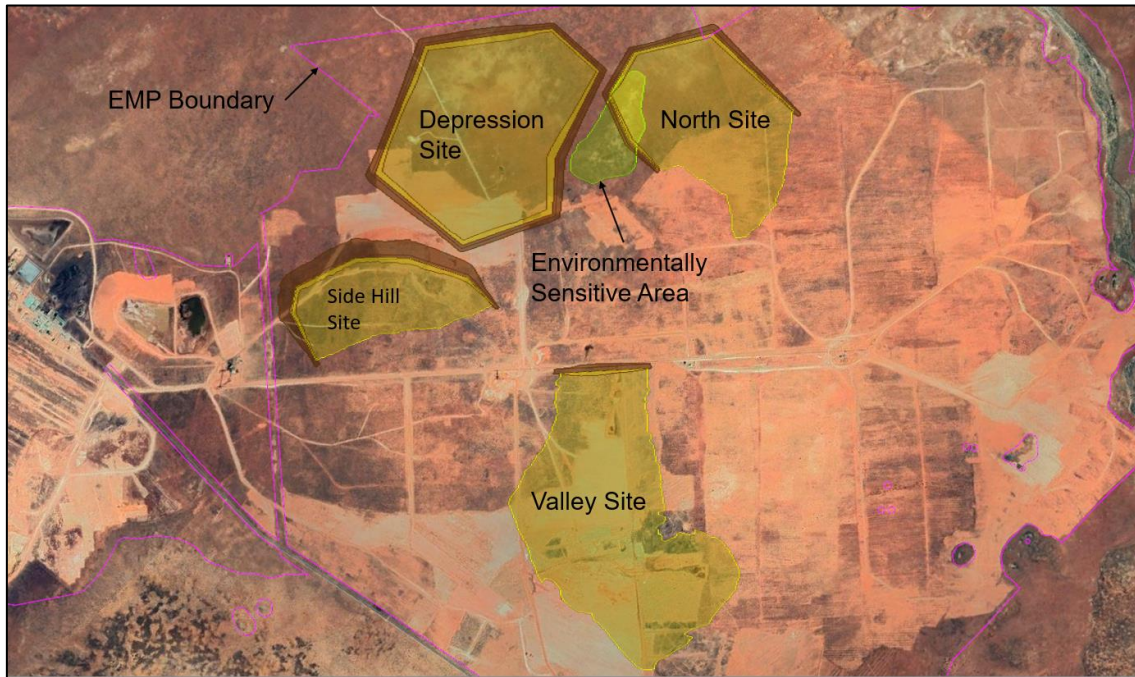 EMP Boundary
Depression
Site
North Site
Environmentally
Sensitive Area
Side Hill
Site
Valley Site